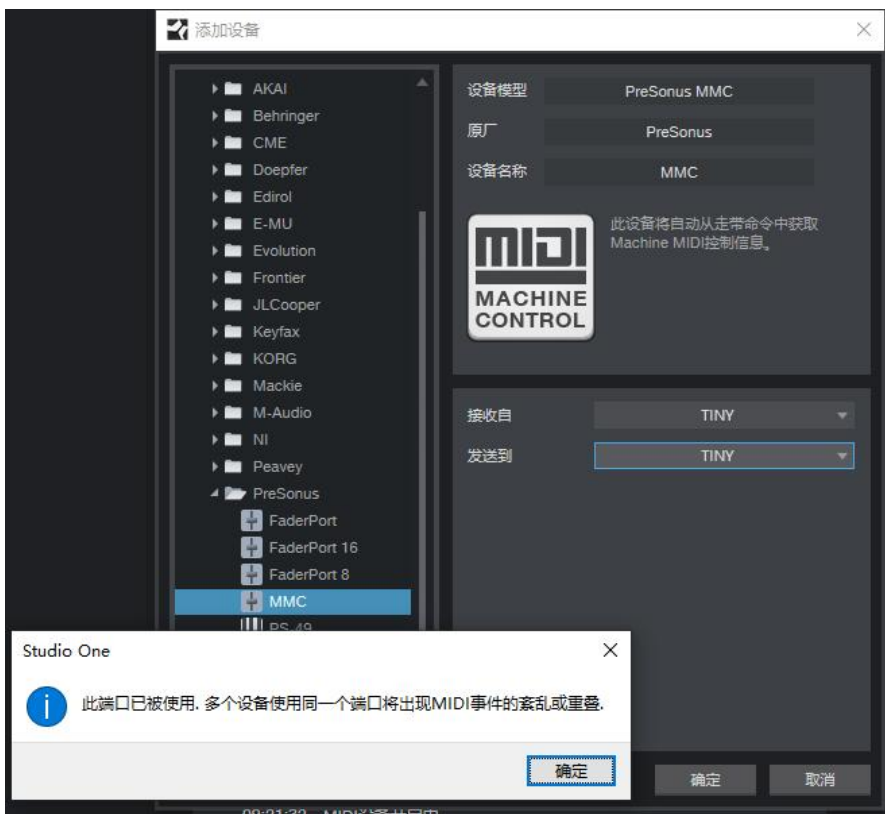 添加设备
AKAI
Behringer
CME
Doepfer
Edirol
E-MU
Evolution
Frontier
JLCooper
Keyfax
KORG
Mackie
M-Audio
NI
Peavey
PreSonus
FaderPort
FaderPort 16
FaderPort 8
MMC
PS-49
设备模型 PreSonus MMC
原厂 PreSonus
设备名称 MMC
MIDI
MACHINE
CONTROL
此设备将自动从走带命令中获取
Machine MIDI控制信息。
接收自 TINY
发送到 TINY
Studio One
此端口已被使用. 多个设备使用同一个端口将出现MIDI事件的紊乱或重叠.
确定
确定 取消